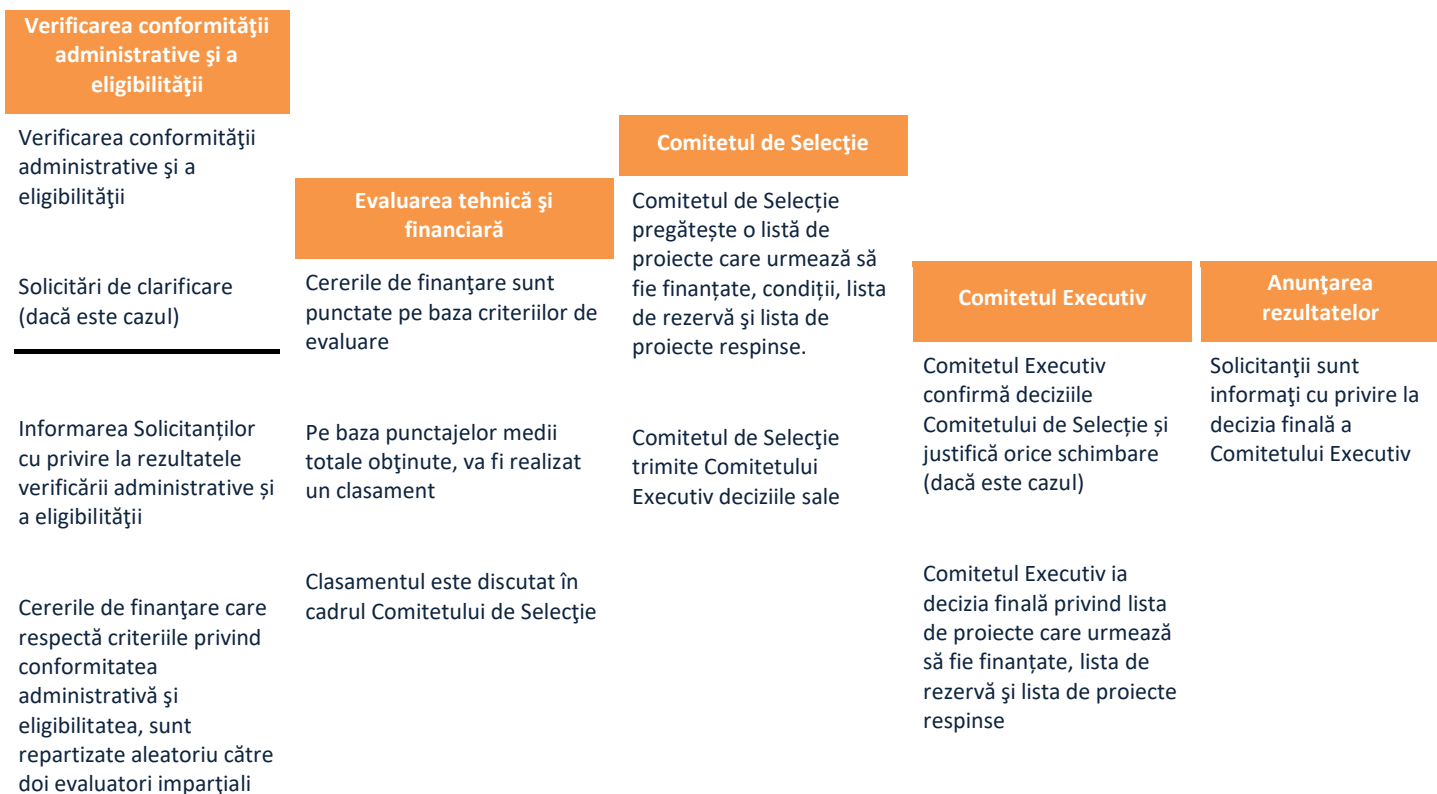 Verificarea conformităţii
administrative şi a
eligibilităţii
Verificarea conformităţii
administrative şi a
eligibilităţii
Solicitări de clarificare
(dacă este cazul)
Informarea Solicitanților
cu privire la rezultatele
verificării administrative și
a eligibilităţii
Cererile de finanţare care
respectă criteriile privind
conformitatea
administrativă şi
eligibilitatea, sunt
repartizate aleatoriu către
doi evaluatori imparţiali
Evaluarea tehnică şi
financiară
Cererile de finanţare sunt
punctate pe baza criteriilor de
evaluare
Pe baza punctajelor medii
totale obţinute, va fi realizat
un clasament
Clasamentul este discutat în
cadrul Comitetului de Selecţie
Comitetul de Selecţie
Comitetul de Selecție
pregătește o listă de
proiecte care urmează să
fie finanțate, condiții, lista
de rezervă şi lista de
proiecte respinse.
Comitetul de Selecţie
trimite Comitetului
Executiv deciziile sale
Comitetul Executiv
Comitetul Executiv
confirmă deciziile
Comitetului de Selecție și
justifică orice schimbare
(dacă este cazul)
Comitetul Executiv ia
decizia finală privind lista
de proiecte care urmează
să fie finanțate, lista de
rezervă şi lista de proiecte
respinse
Anunţarea
rezultatelor
Solicitanţii sunt
informaţi cu privire la
decizia finală a
Comitetului Executiv